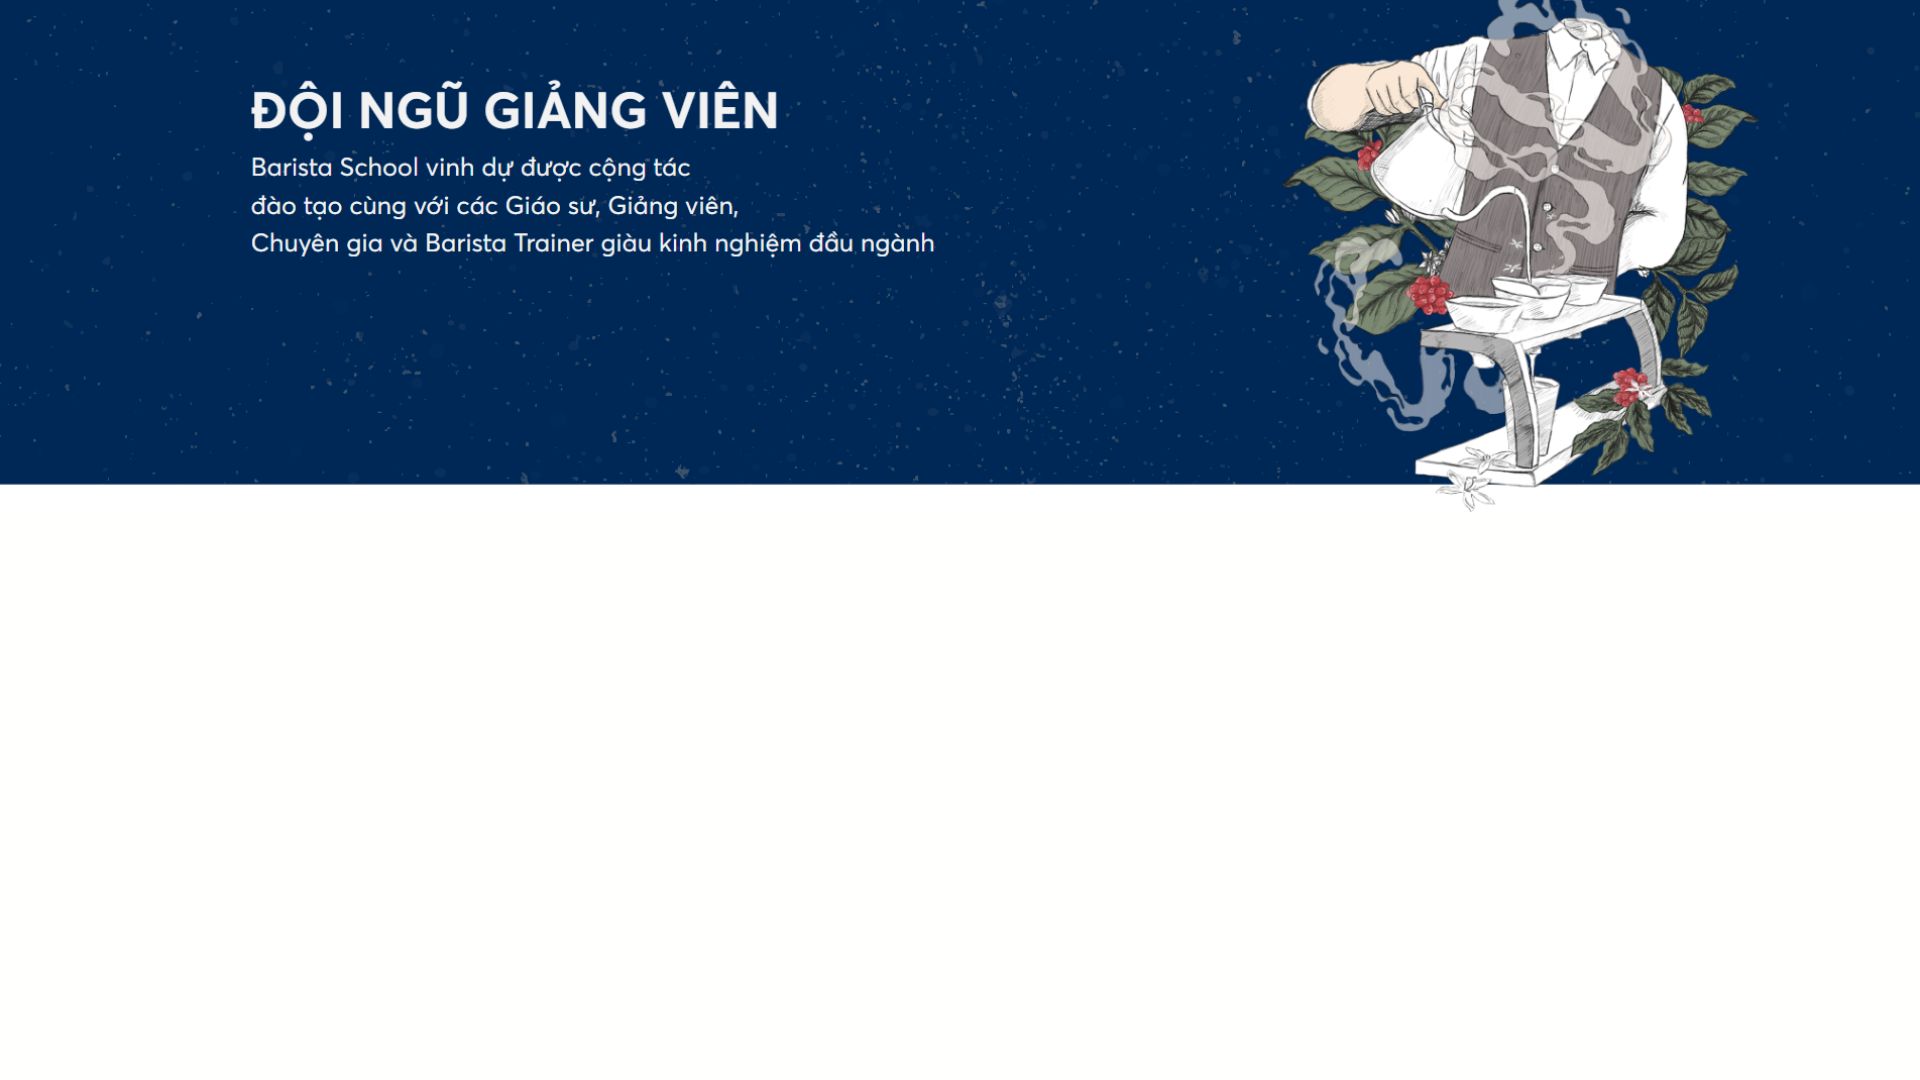 ĐỘI NGŨ GIẢNG VIÊN
Barista School vinh dự được cộng tác
đào tạo cùng với các Giáo sư, Giảng viên,
Chuyên gia và Barista Trainer giàu kinh nghiệm đầu ngành